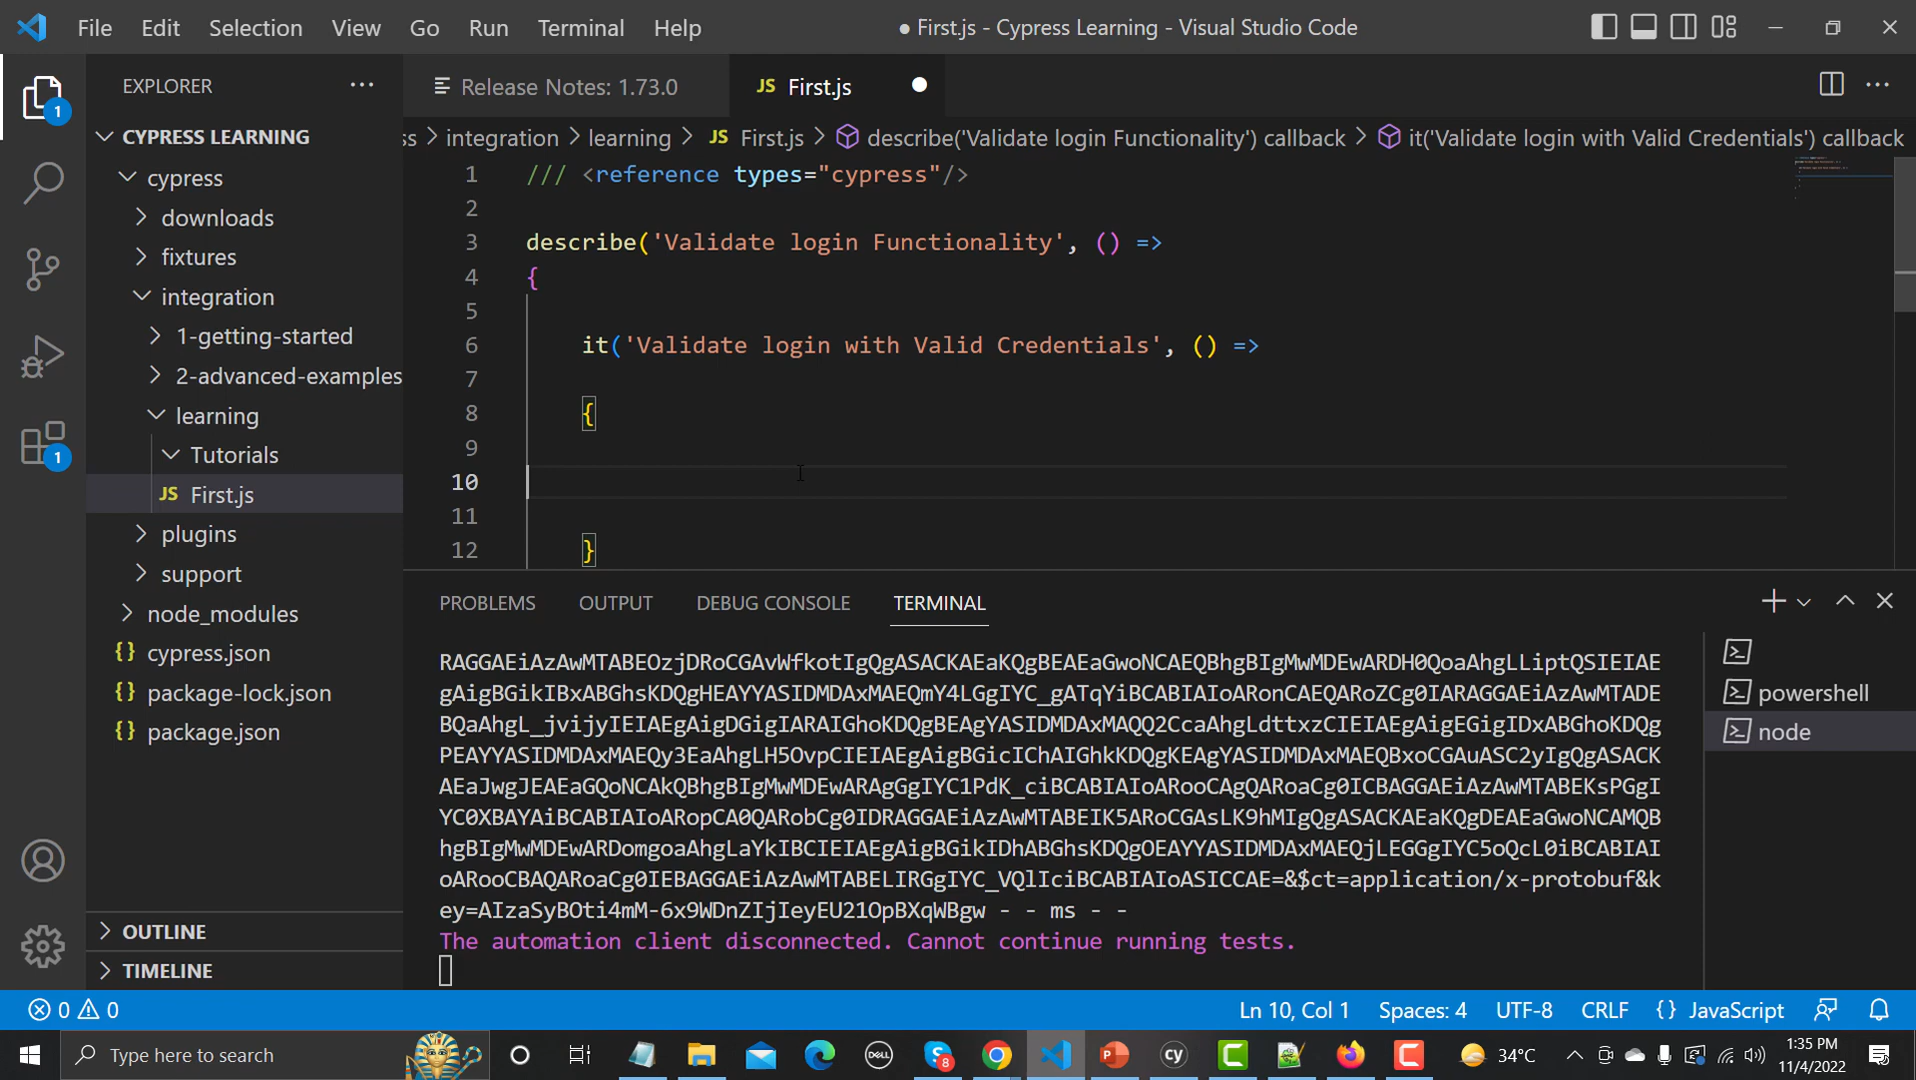 File Edit Selection View Go Run Terminal Help
● First.js - Cypress Learning - Visual Studio Code
EXPLORER
Release Notes: 1.73.0
JS First.js
ss > integration > learning > JS First.js > describe('Validate login Functionality') callback > it('Validate login with Valid Credentials') callback
CYPRESS LEARNING
cypress
downloads
fixtures
integration
1-getting-started
2-advanced-examples
learning
Tutorials
JS First.js
plugins
support
node_modules
{} cypress.json
{} package-lock.json
{} package.json
OUTLINE
TIMELINE
1
1
1 /// <reference types="cypress"/>
2
3 describe('Validate login Functionality', () =>
4 {
5
6 it('Validate login with Valid Credentials', () =>
7
8 {
9
10
11
12 }
PROBLEMS OUTPUT DEBUG CONSOLE TERMINAL
RAGGAEiAzAwMTABEOzjDRoCGAvWfkotIgQgASACKAEaKQgBEAEaGwoNCAEQBhgBIgMwMDEwARDH0QoaAhgLLiptQSIEIAE
gAigBGikIBxABGhsKDQgHEAYYASIDMDAxMAEQmY4LGgIYC_gATqYiBCABIAIoARonCAEQARoZCg0IARAGGAEiAzAwMTADE
BQaAhgL_jvijyIEIAEgAigDGigIARAIGhoKDQgBEAgYASIDMDAxMAQQ2CcaAhgLdttxzCIEIAEgAigEGigIDxABGhoKDQg
PEAYYASIDMDAxMAEQy3EaAhgLH5OvpCIEIAEgAigBGicIChAIGhkKDQgKEAgYASIDMDAxMAEQBxoCGAuASC2yIgQgASACK
AEaJwgJEAEaGQoNCAkQBhgBIgMwMDEwARAgGgIYC1PdK_ciBCABIAIoARooCAgQARoaCg0ICBAGGAEiAzAwMTABEKsPGgI
YC0XBAYAiBCABIAIoARopCA0QARobCg0IDRAGGAEiAzAwMTABEIK5ARoCGAsLK9hMIgQgASACKAEaKQgDEAEaGwoNCAMQB
hgBIgMwMDEwARDomgoaAhgLaYkIBCIEIAEgAigBGikIDhABGhsKDQgOEAYYASIDMDAxMAEQjLEGGgIYC5oQcL0iBCABIAI
oARooCBAQARoaCg0IEBAGGAEiAzAwMTABELIRGgIYC_VQlIciBCABIAIoASICCAE=&$ct=application/x-protobuf&k
ey=AIzaSyBOti4mM-6x9WDnZIjIeyEU21OpBXqWBgw - - ms - -
The automation client disconnected. Cannot continue running tests.
powershell
node
0 0
Ln 10, Col 1 Spaces: 4 UTF-8 CRLF {} JavaScript
Type here to search
DELL
8
cy
34°C
1:35 PM
11/4/2022